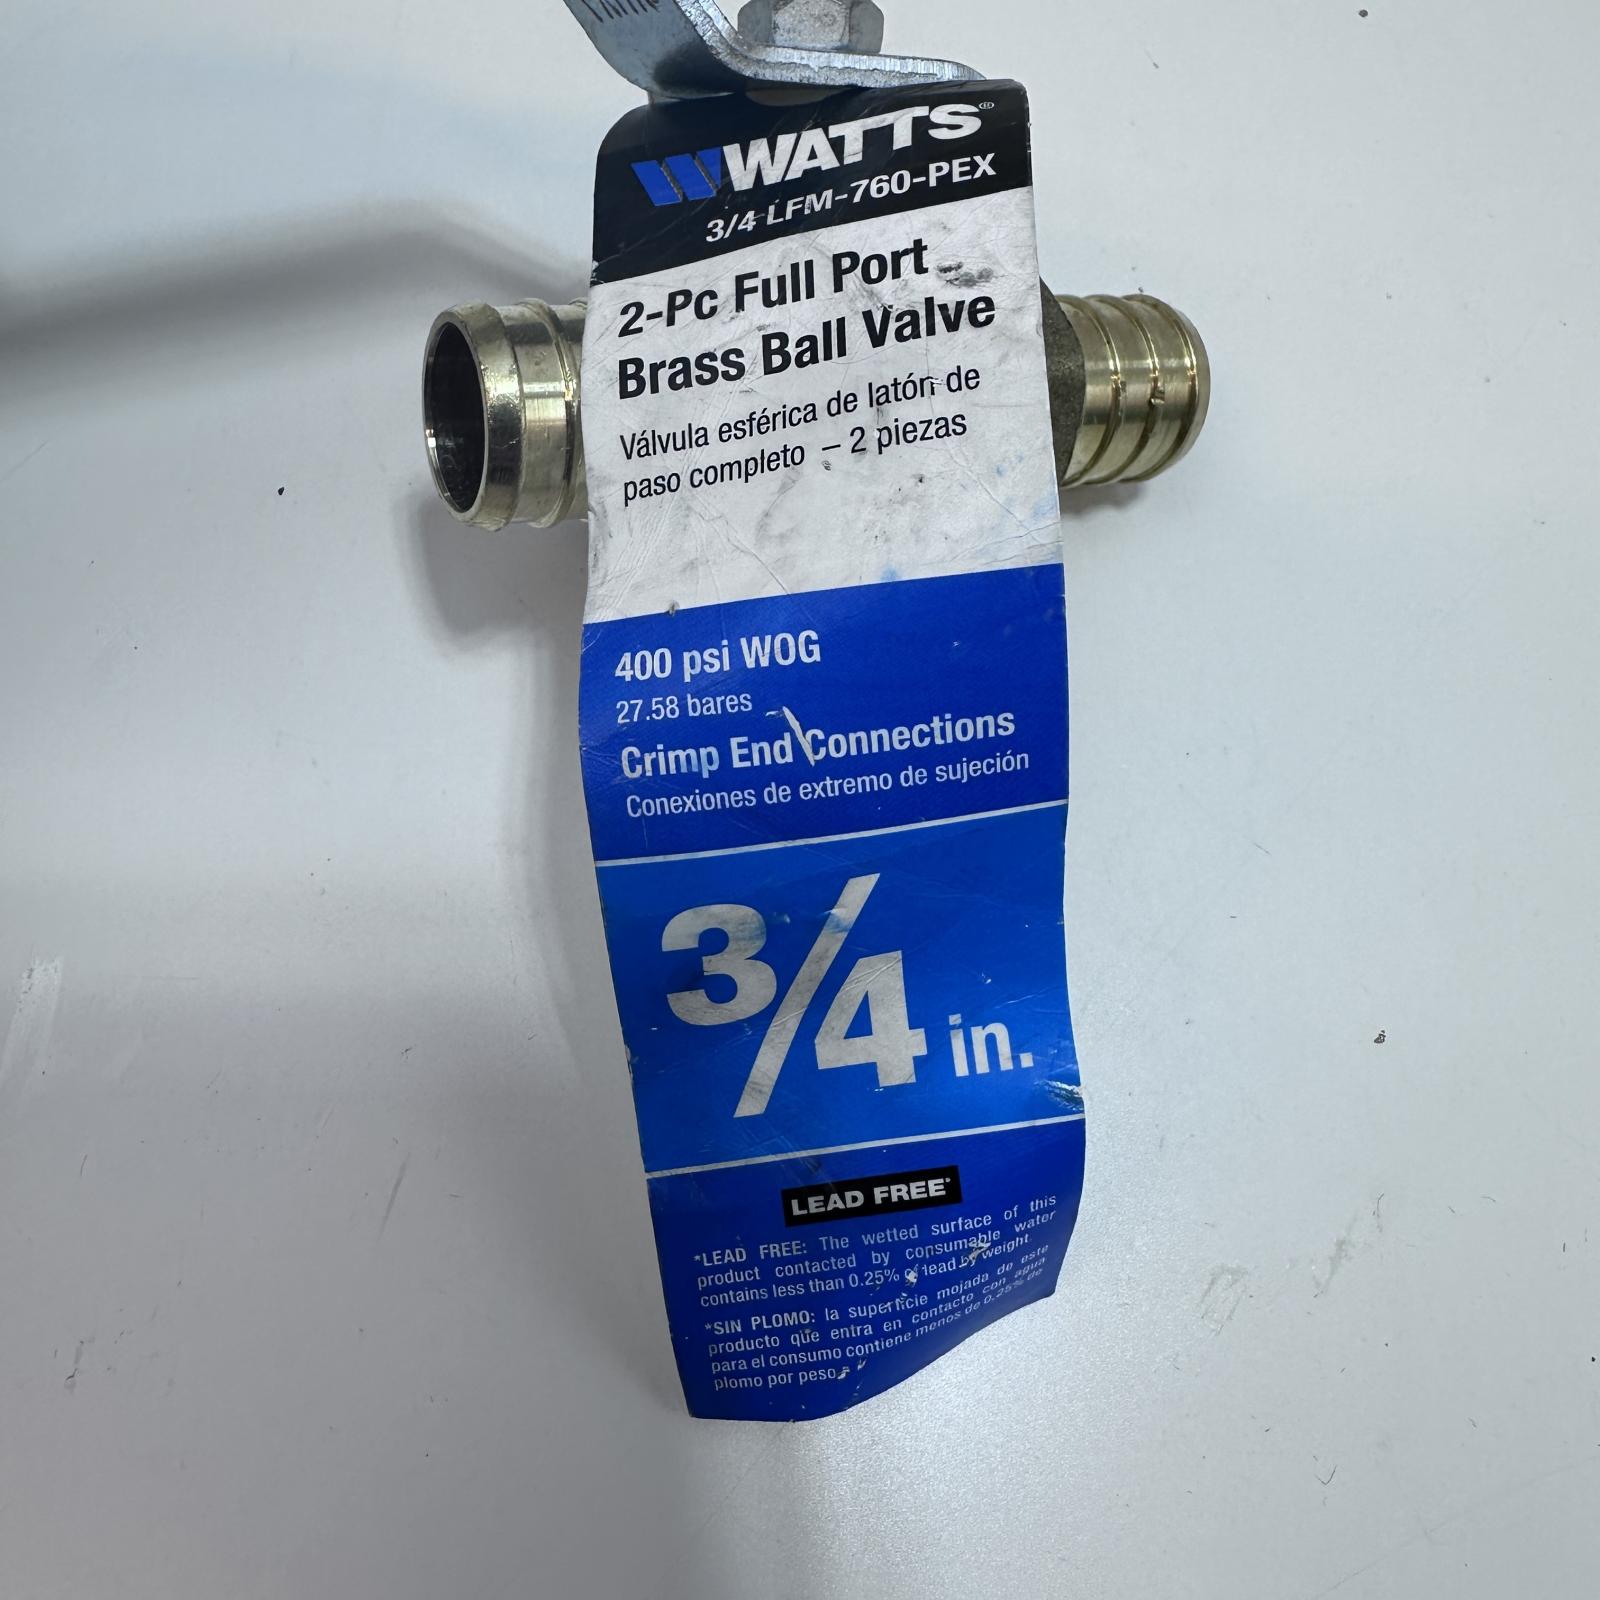 WATTS®
3/4 LFM-760-PEX
2-Pc Full Port
Brass Ball Valve
Válvula esférica de latón de
paso completo – 2 piezas
400 psi WOG
27.58 bares
Crimp End Connections
Conexiones de extremo de sujeción
3/4 in.
LEAD FREE*
*LEAD FREE: The wetted surface of this
product contacted by consumable water
contains less than 0.25% of lead by weight.
*SIN PLOMO: la superficie mojada de este
producto que entra en contacto con agua
para el consumo contiene menos de 0.25% de
plomo por peso.